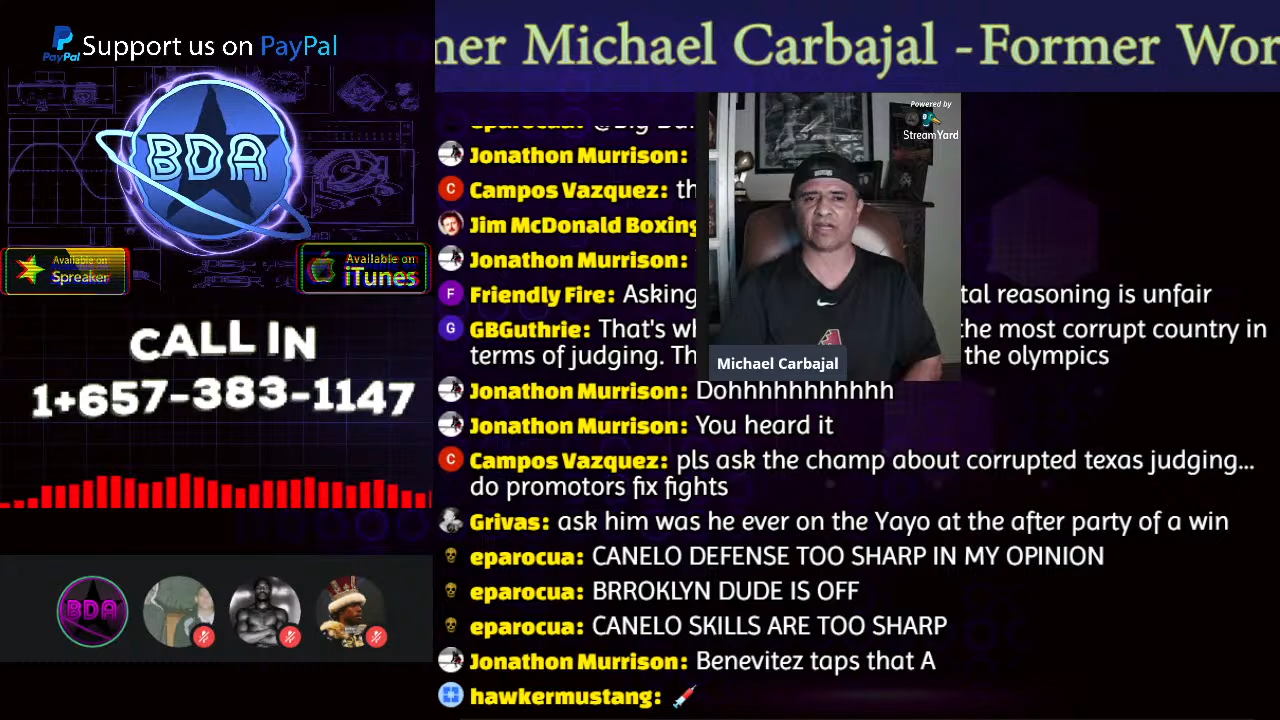 PayPal
Support us on PayPal
BDA
Available on
Spreaker
Available on
iTunes
CALL IN
1+657-383-1147
BDA
mer Michael Carbajal -Former Wor
Powered by
StreamYard
eparocua:
Jonathon Murrison:
Campos Vazquez: th
Jim McDonald Boxing
Jonathon Murrison:
F Friendly Fire: Asking tal reasoning is unfair
G GBGuthrie: That's wh the most corrupt country in
terms of judging. Th the olympics
Michael Carbajal
Jonathon Murrison: Dohhhhhhhhhhh
Jonathon Murrison: You heard it
C Campos Vazquez: pls ask the champ about corrupted texas judging...
do promotors fix fights
Grivas: ask him was he ever on the Yayo at the after party of a win
eparocua: CANELO DEFENSE TOO SHARP IN MY OPINION
eparocua: BRROKLYN DUDE IS OFF
eparocua: CANELO SKILLS ARE TOO SHARP
Jonathon Murrison: Benevitez taps that A
hawkermustang: 💉